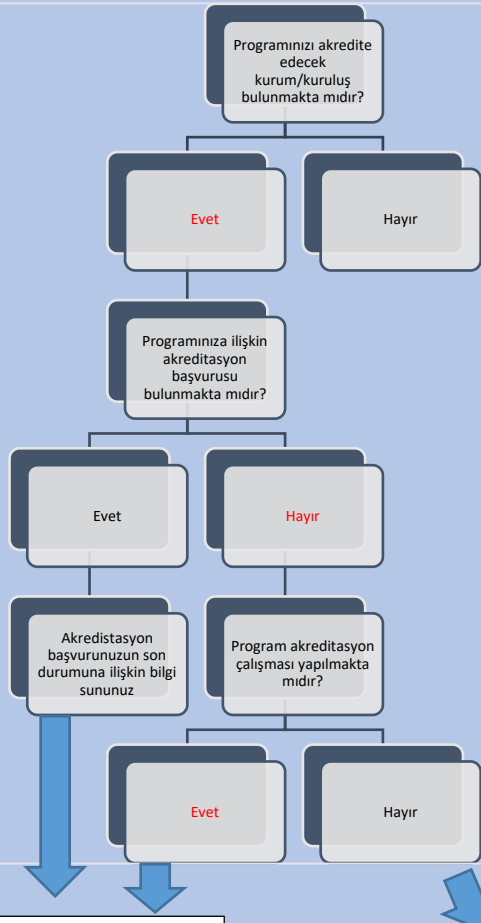 Programınızı akredite
edecek
kurum/kuruluş
bulunmakta mıdır?
Evet
Hayır
Programınıza ilişkin
akreditasyon
başvurusu
bulunmakta mıdır?
Evet
Hayır
Akredistasyon
başvurunuzun son
durumuna ilişkin bilgi
sununuz
Program akreditasyon
çalışması yapılmakta
mıdır?
Evet
Hayır